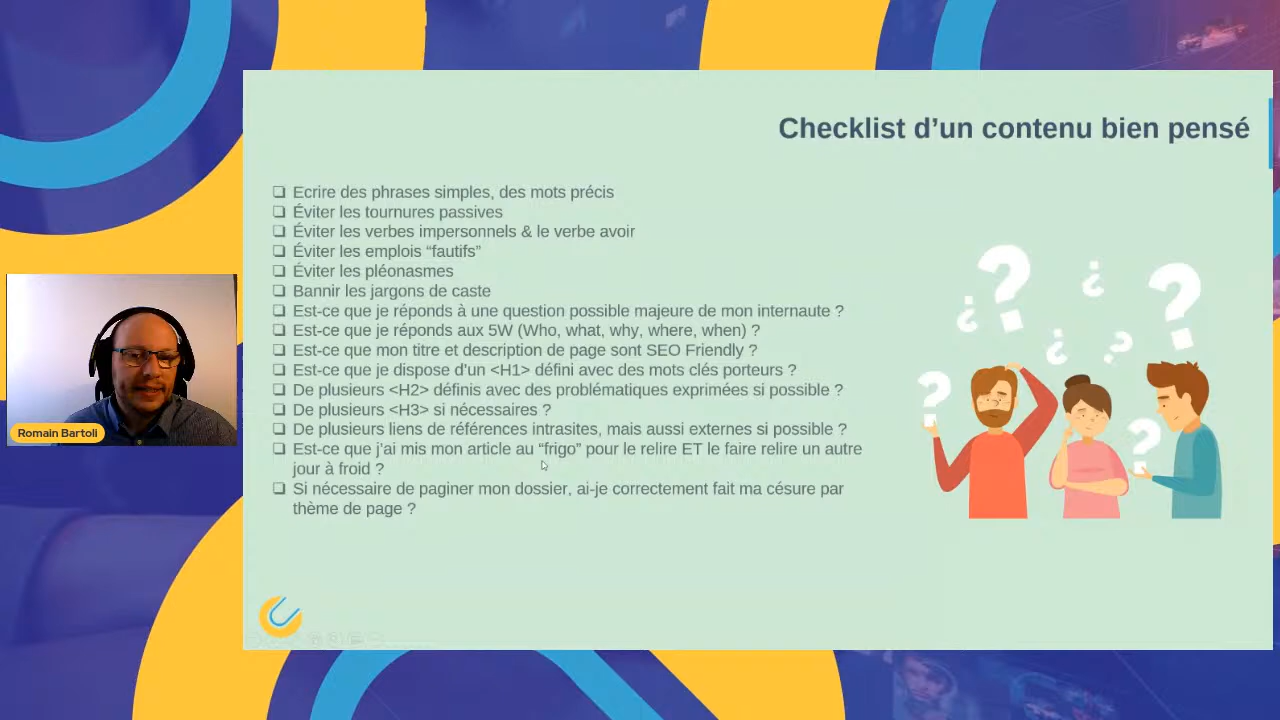 Checklist d’un contenu bien pensé
❑ Ecrire des phrases simples, des mots précis
❑ Éviter les tournures passives
❑ Éviter les verbes impersonnels & le verbe avoir
❑ Éviter les emplois “fautifs”
❑ Éviter les pléonasmes
❑ Bannir les jargons de caste
❑ Est-ce que je réponds à une question possible majeure de mon internaute ?
❑ Est-ce que je réponds aux 5W (Who, what, why, where, when) ?
❑ Est-ce que mon titre et description de page sont SEO Friendly ?
❑ Est-ce que je dispose d’un <H1> défini avec des mots clés porteurs ?
❑ De plusieurs <H2> définis avec des problématiques exprimées si possible ?
❑ De plusieurs <H3> si nécessaires ?
❑ De plusieurs liens de références intrasites, mais aussi externes si possible ?
❑ Est-ce que j’ai mis mon article au “frigo” pour le relire ET le faire relire un autre
jour à froid ?
❑ Si nécessaire de paginer mon dossier, ai-je correctement fait ma césure par
thème de page ?
Romain Bartoli